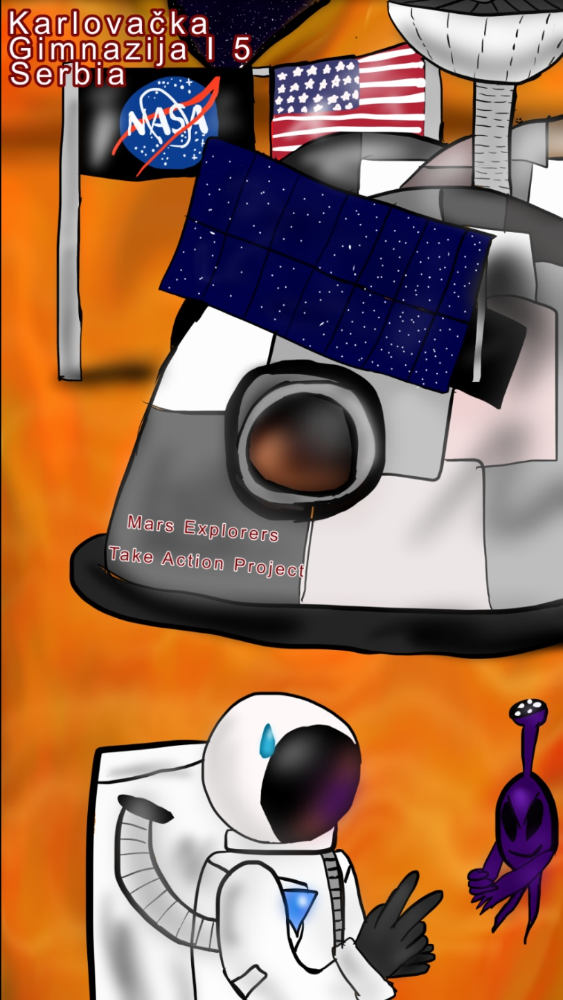 Karlovačka
Gimnazija I 5
Serbia
NASA
Mars Explorers
Take Action Project